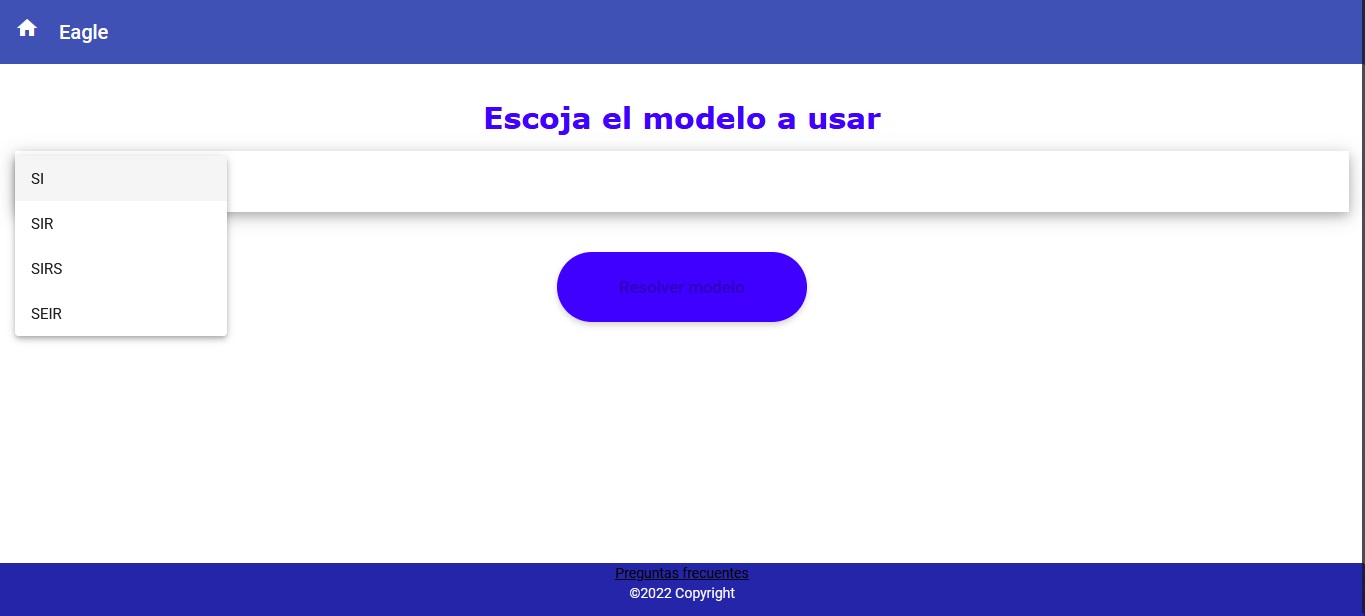 Eagle
Escoja el modelo a usar
SI
SIR
SIRS
SEIR
Resolver modelo
Preguntas frecuentes
©2022 Copyright